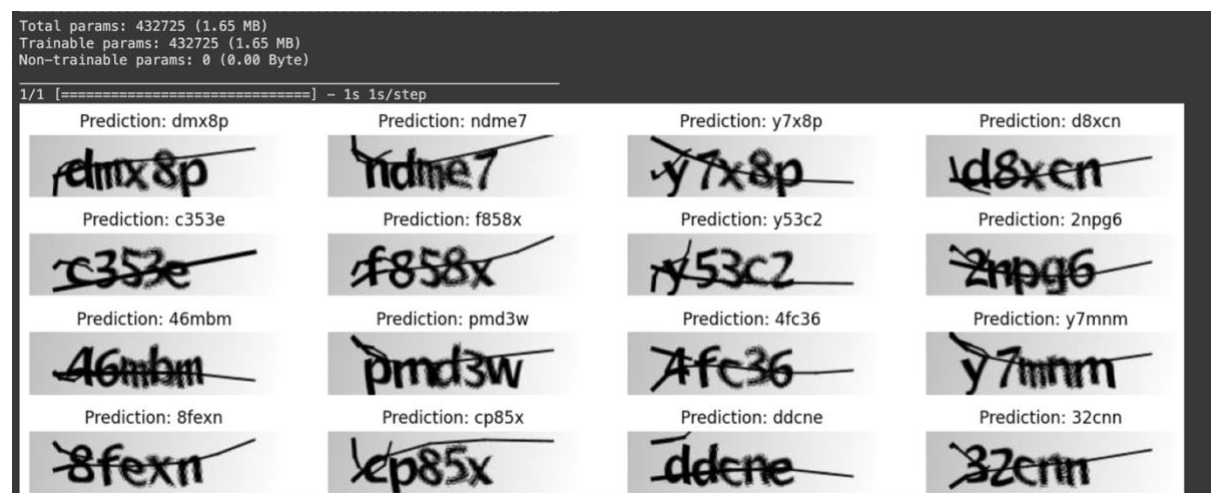 Total params: 432725 (1.65 MB)
Trainable params: 432725 (1.65 MB)
Non-trainable params: 0 (0.00 Byte)
1/1 [==============================] - 1s 1s/step
Prediction: dmx8p Prediction: ndme7 Prediction: y7x8p Prediction: d8xcn
dmx8p ndme7 y7x8p d8xcn
Prediction: c353e Prediction: f858x Prediction: y53c2 Prediction: 2npg6
c353e f858x y53c2 2npg6
Prediction: 46mbm Prediction: pmd3w Prediction: 4fc36 Prediction: y7mnm
46mbm pmd3w 4fc36 y7mnm
Prediction: 8fexn Prediction: cp85x Prediction: ddcne Prediction: 32cnn
8fexn cp85x ddcne 32cnn